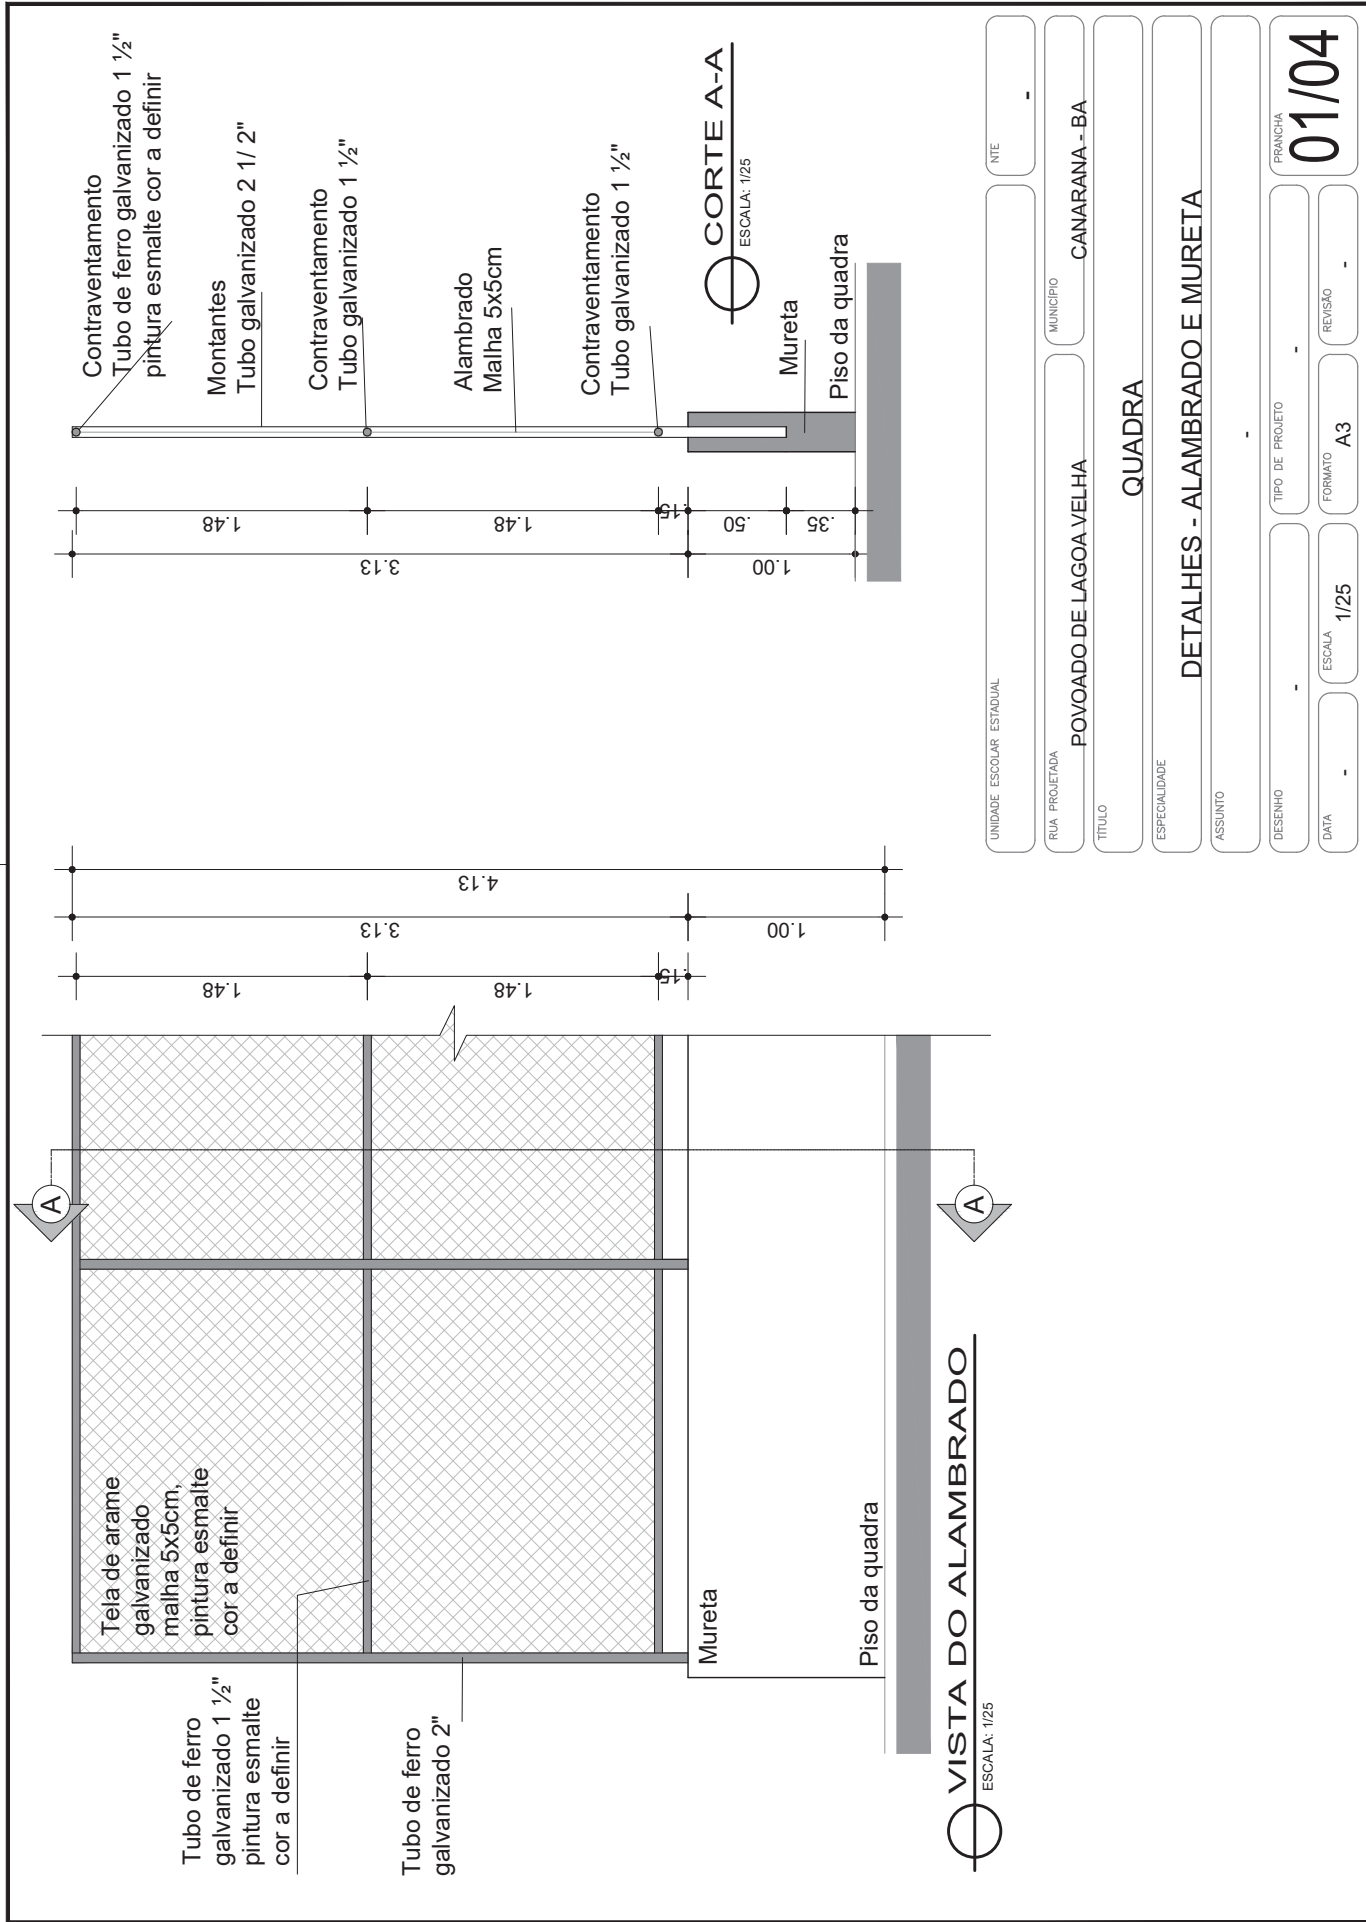 Tela de arame
galvanizado
malha 5x5cm,
pintura esmalte
cor a definir
Tubo de ferro
galvanizado 1 ½"
pintura esmalte
cor a definir
Tubo de ferro
galvanizado 2"
Mureta
Piso da quadra
A
A
1.48
1.48
.15
3.13
1.00
4.13
VISTA DO ALAMBRADO
ESCALA: 1/25
Contraventamento
Tubo de ferro galvanizado 1 ½"
pintura esmalte cor a definir
Montantes
Tubo galvanizado 2 1/ 2"
Contraventamento
Tubo galvanizado 1 ½"
Alambrado
Malha 5x5cm
Contraventamento
Tubo galvanizado 1 ½"
Mureta
Piso da quadra
1.48
1.48
.15
.50
.35
3.13
1.00
CORTE A-A
ESCALA: 1/25
UNIDADE ESCOLAR ESTADUAL
NTE
-
RUA PROJETADA
POVOADO DE LAGOA VELHA
MUNICÍPIO
CANARANA - BA
TÍTULO
QUADRA
ESPECIALIDADE
DETALHES - ALAMBRADO E MURETA
ASSUNTO
-
DESENHO
-
TIPO DE PROJETO
-
PRANCHA
01/04
DATA
-
ESCALA
1/25
FORMATO
A3
REVISÃO
-